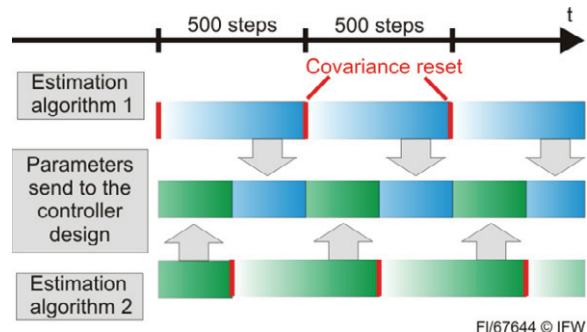 t
500 steps 500 steps
Estimation
algorithm 1
Covariance reset
Parameters
send to the
controller
design
Estimation
algorithm 2
FI/67644 © IFW